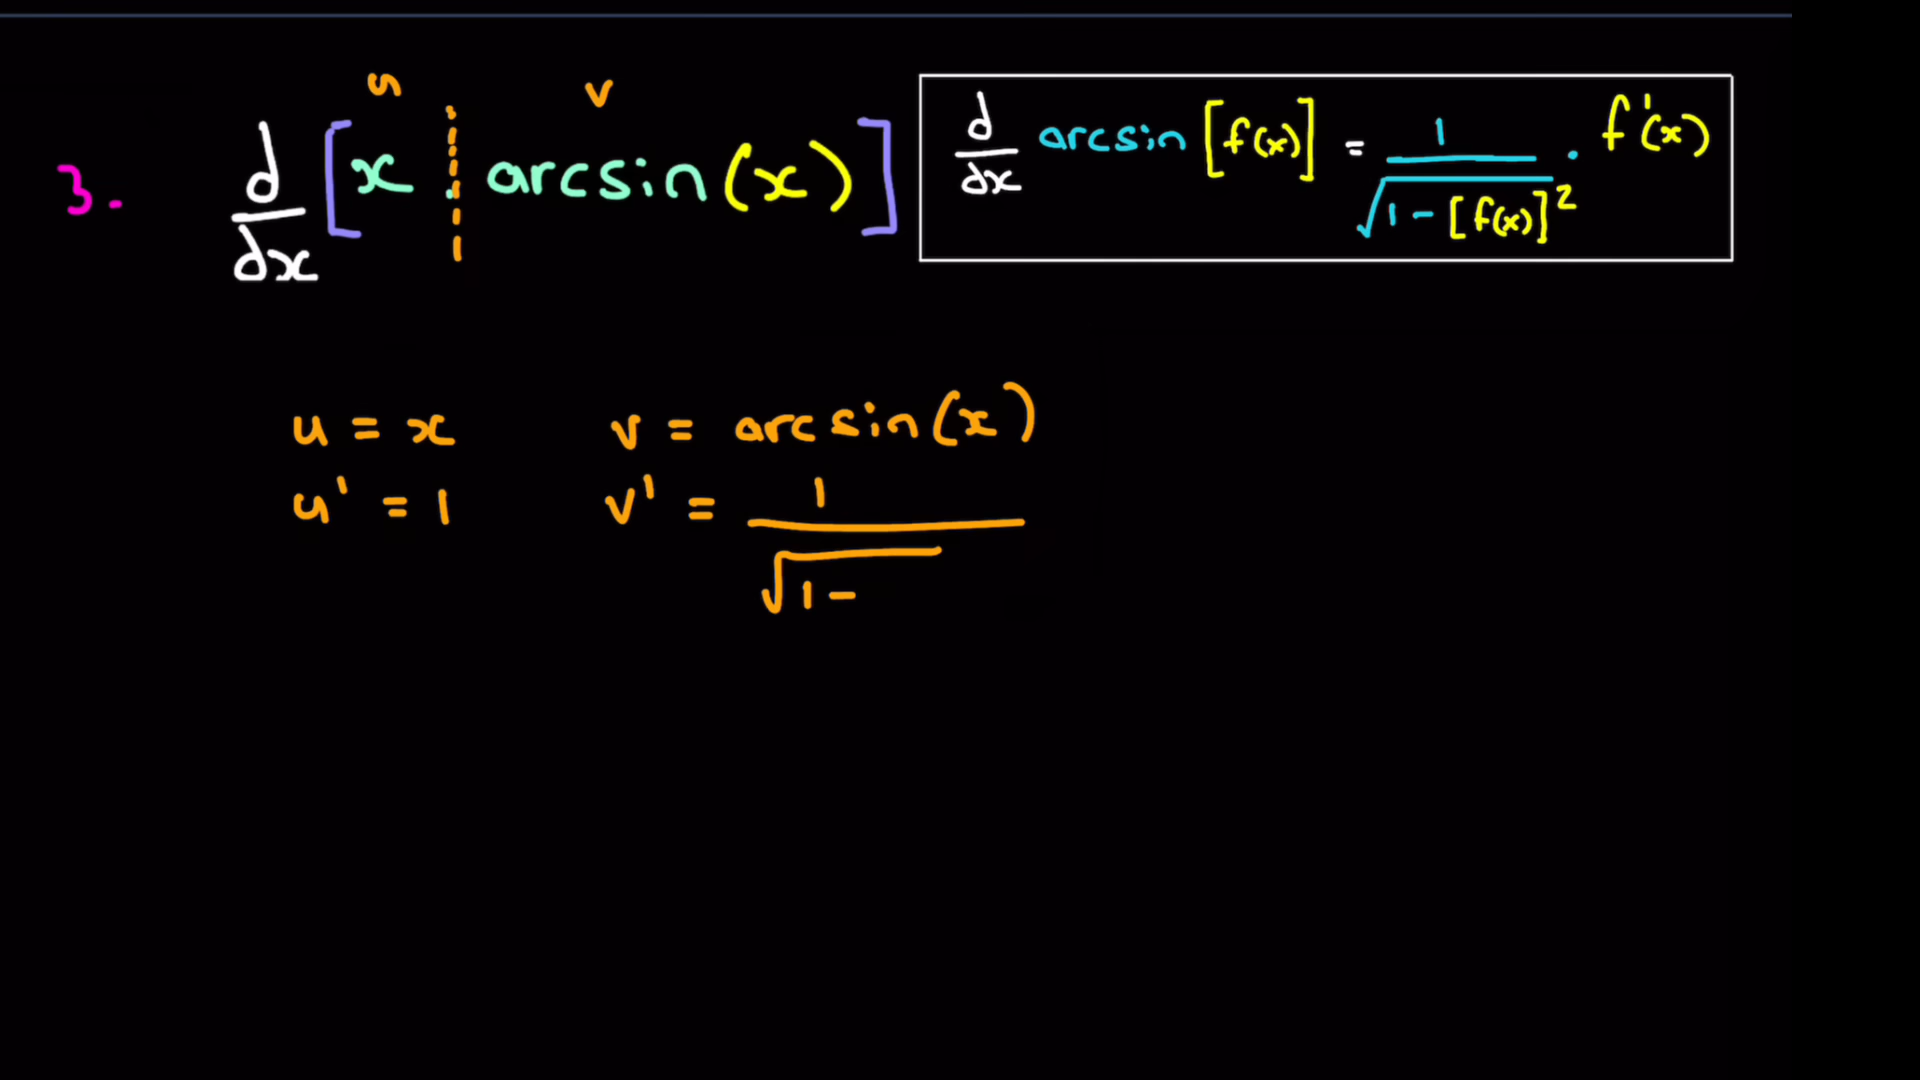 u v
3. d/dx [x . arcsin(x)]
d/dx arcsin [f(x)] = 1/√1 - [f(x)]² . f'(x)
u = x v = arcsin(x)
u' = 1 v' = 1/√1 -